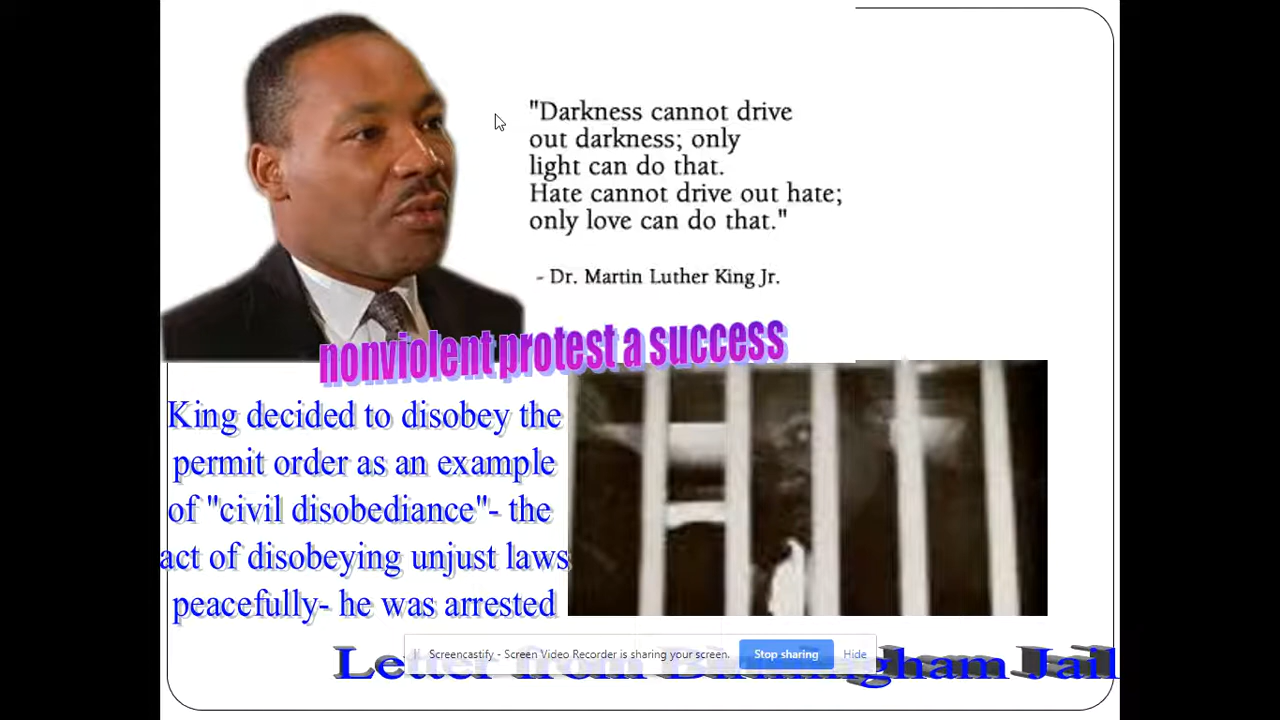 "Darkness cannot drive
out darkness; only
light can do that.
Hate cannot drive out hate;
only love can do that."
- Dr. Martin Luther King Jr.
nonviolent protest a success
King decided to disobey the
permit order as an example
of "civil disobediance"- the
act of disobeying unjust laws
peacefully- he was arrested
Screencastify - Screen Video Recorder is sharing your screen. Stop sharing Hide
Letter from Birmingham Jail